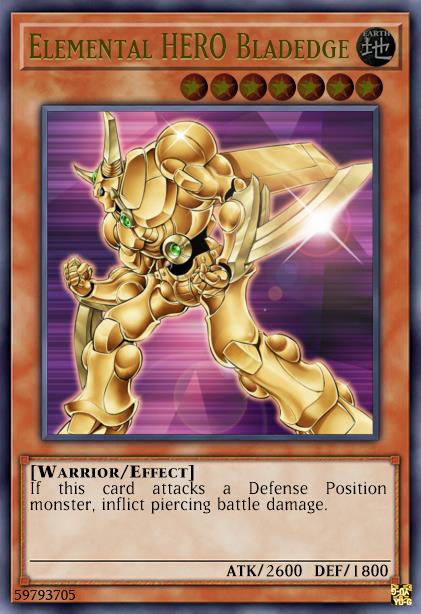 Elemental HERO Bladedge
EARTH
地
[Warrior/Effect]
If this card attacks a Defense Position
monster, inflict piercing battle damage.
ATK/2600 DEF/1800
59793705